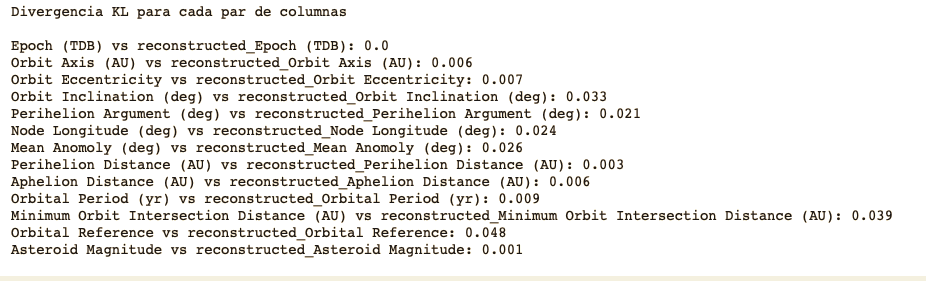 Divergencia KL para cada par de columnas
Epoch (TDB) vs reconstructed_Epoch (TDB): 0.0
Orbit Axis (AU) vs reconstructed_Orbit Axis (AU): 0.006
Orbit Eccentricity vs reconstructed_Orbit Eccentricity: 0.007
Orbit Inclination (deg) vs reconstructed_Orbit Inclination (deg): 0.033
Perihelion Argument (deg) vs reconstructed_Perihelion Argument (deg): 0.021
Node Longitude (deg) vs reconstructed_Node Longitude (deg): 0.024
Mean Anomoly (deg) vs reconstructed_Mean Anomoly (deg): 0.026
Perihelion Distance (AU) vs reconstructed_Perihelion Distance (AU): 0.003
Aphelion Distance (AU) vs reconstructed_Aphelion Distance (AU): 0.006
Orbital Period (yr) vs reconstructed_Orbital Period (yr): 0.009
Minimum Orbit Intersection Distance (AU) vs reconstructed_Minimum Orbit Intersection Distance (AU): 0.039
Orbital Reference vs reconstructed_Orbital Reference: 0.048
Asteroid Magnitude vs reconstructed_Asteroid Magnitude: 0.001